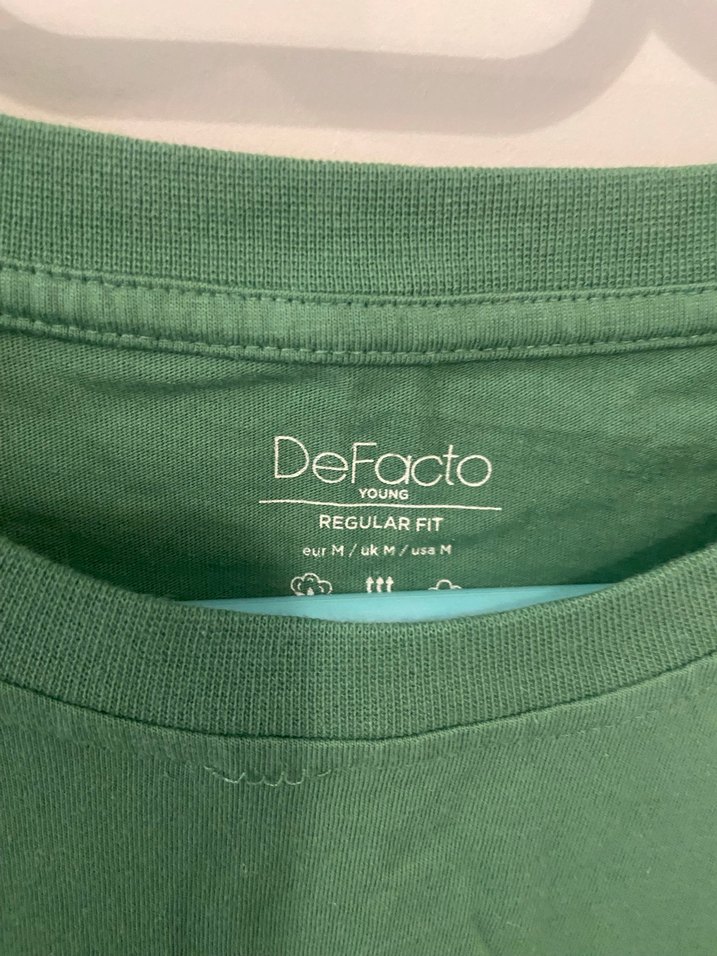 DeFacto
YOUNG
REGULAR FIT
eur M / uk M / usa M